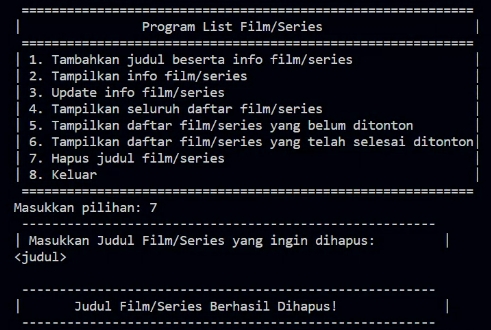 =========================================================
|               Program List Film/Series                |
=========================================================
| 1. Tambahkan judul beserta info film/series           |
| 2. Tampilkan info film/series                         |
| 3. Update info film/series                            |
| 4. Tampilkan seluruh daftar film/series               |
| 5. Tampilkan daftar film/series yang belum ditonton   |
| 6. Tampilkan daftar film/series yang telah selesai ditonton|
| 7. Hapus judul film/series                            |
| 8. Keluar                                             |
=========================================================
Masukkan pilihan: 7
----------------------------------------------------
| Masukkan Judul Film/Series yang ingin dihapus:     |
<judul>
----------------------------------------------------
|       Judul Film/Series Berhasil Dihapus!          |
----------------------------------------------------